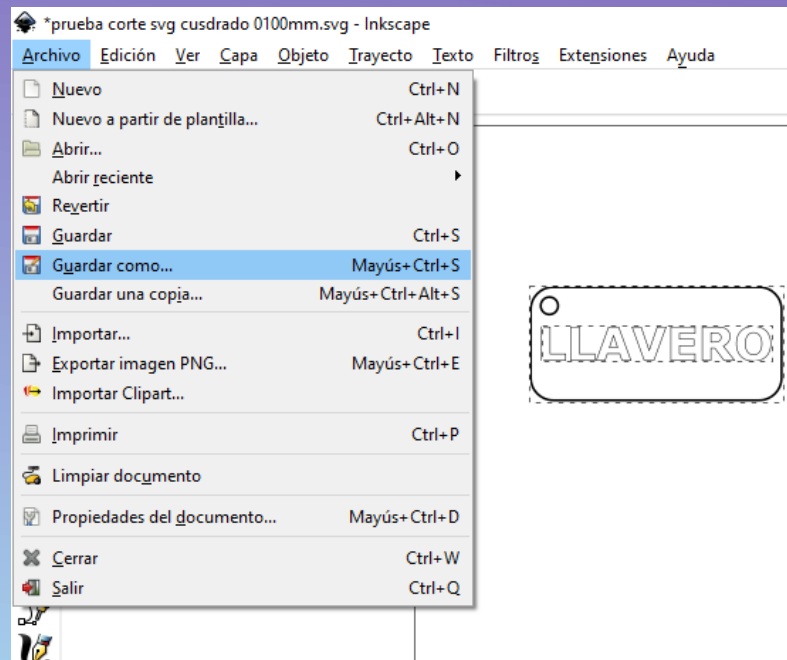 *prueba corte svg cusdrado 0100mm.svg - Inkscape
Archivo Edición Ver Capa Objeto Trayecto Texto Filtros Extensiones Ayuda
Nuevo Ctrl+N
Nuevo a partir de plantilla... Ctrl+Alt+N
Abrir... Ctrl+O
Abrir reciente
Revertir
Guardar Ctrl+S
Guardar como... Mayús+Ctrl+S
Guardar una copia... Mayús+Ctrl+Alt+S
Importar... Ctrl+I
Exportar imagen PNG... Mayús+Ctrl+E
Importar Clipart...
Imprimir Ctrl+P
Limpiar documento
Propiedades del documento... Mayús+Ctrl+D
Cerrar Ctrl+W
Salir Ctrl+Q
LLAVERO